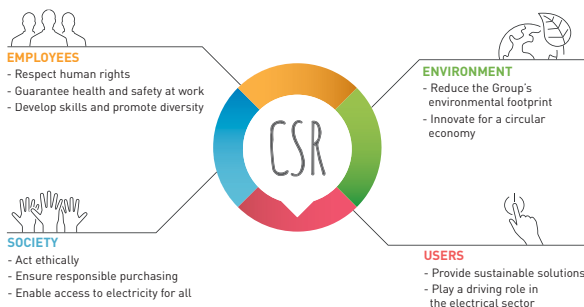 EMPLOYEES
- Respect human rights
- Guarantee health and safety at work
- Develop skills and promote diversity
ENVIRONMENT
- Reduce the Group's
environmental footprint
- Innovate for a circular
economy
CSR
SOCIETY
- Act ethically
- Ensure responsible purchasing
- Enable access to electricity for all
USERS
- Provide sustainable solutions
- Play a driving role in
the electrical sector